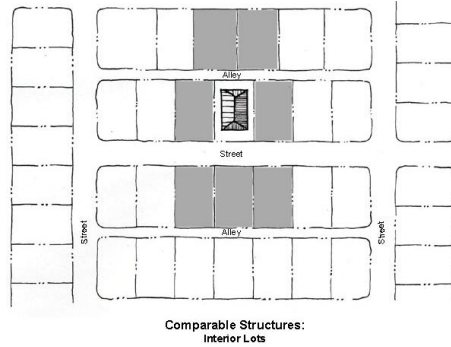 Alley
Street
Street
Alley
Street
Comparable Structures:
Interior Lots